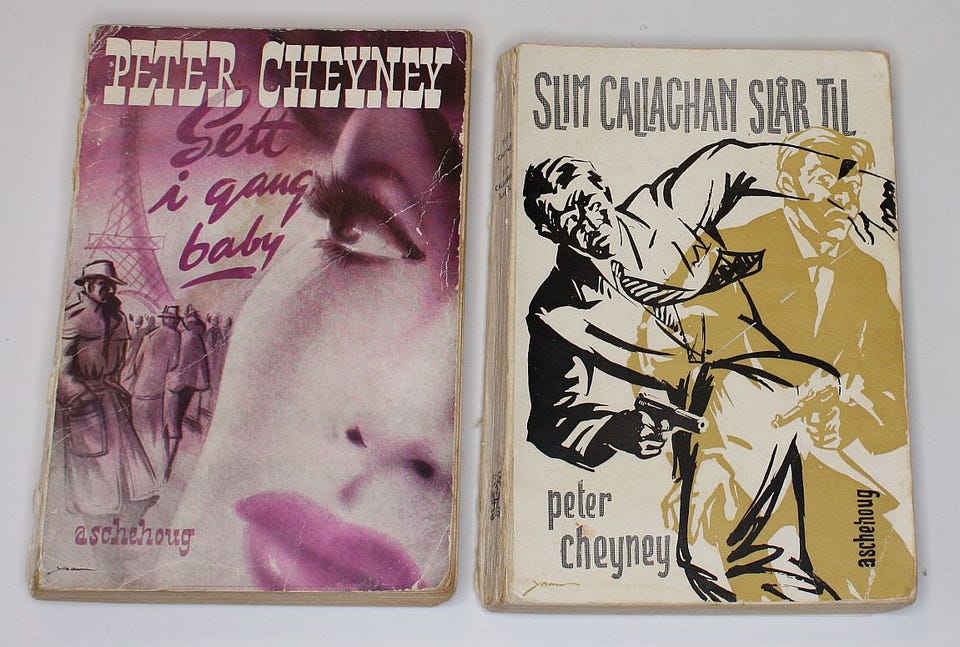 PETER CHEYNEY
Sett
i gang
baby
aschehoug
SLIM CALLAGHAN SLÅR TIL
peter
cheyney
aschehoug